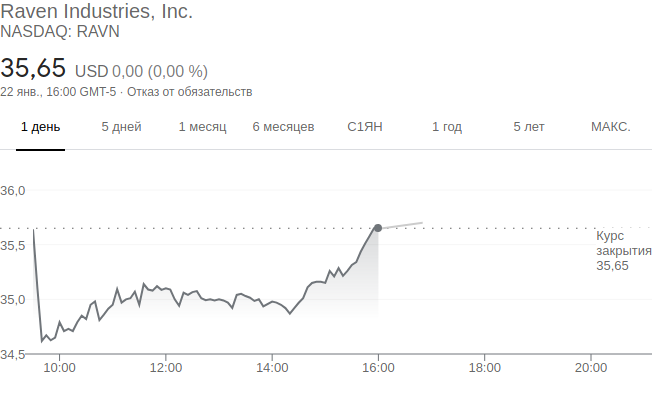 Raven Industries, Inc.
NASDAQ: RAVN
35,65 USD 0,00 (0,00 %)
22 янв., 16:00 GMT-5 · Отказ от обязательств
1 день 5 дней 1 месяц 6 месяцев С1ЯН 1 год 5 лет МАКС.
36,0
Курс
35,5
закрытия
35,65
35,0
34,5
10:00 12:00 14:00 16:00 18:00 20:00